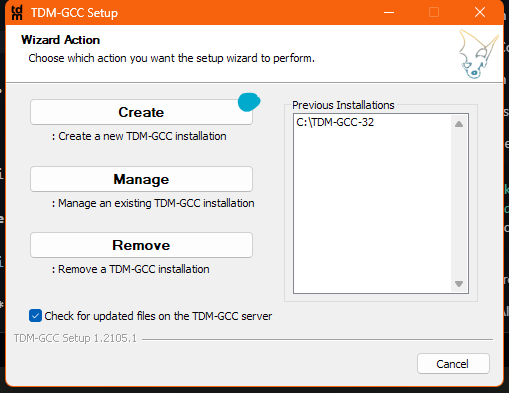 tdm
TDM-GCC Setup
Wizard Action
Choose which action you want the setup wizard to perform.
Create
: Create a new TDM-GCC installation
Manage
: Manage an existing TDM-GCC installation
Remove
: Remove a TDM-GCC installation
Previous Installations
C:\TDM-GCC-32
Check for updated files on the TDM-GCC server
TDM-GCC Setup 1.2105.1
Cancel